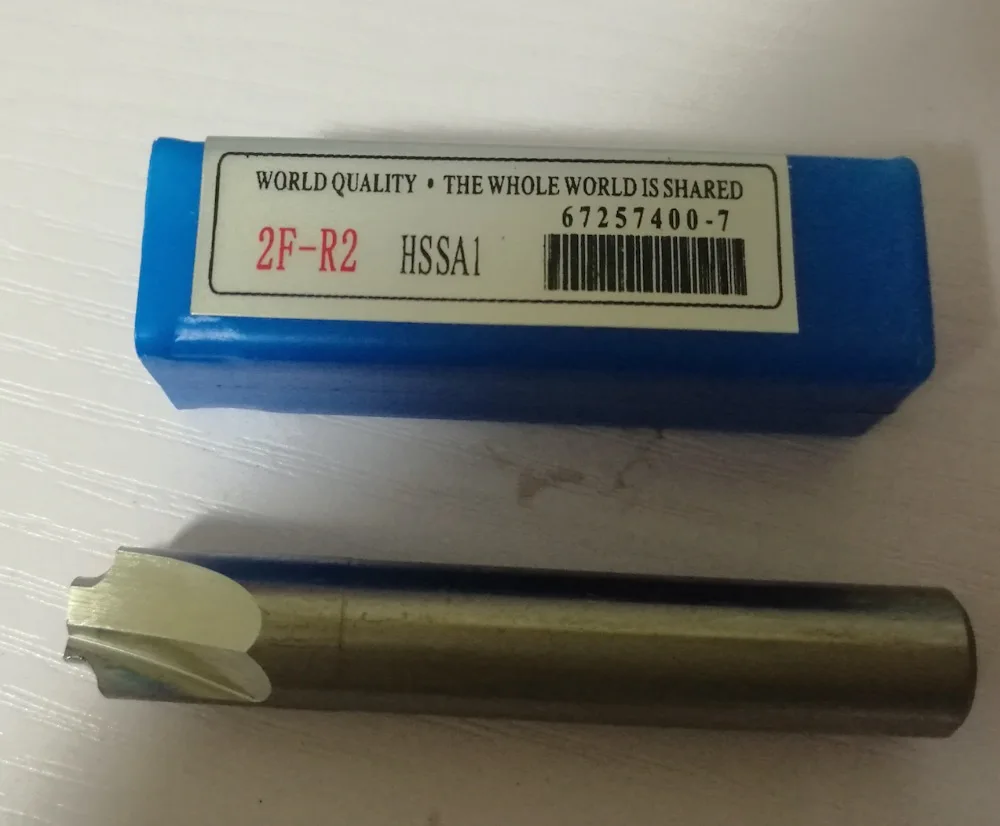 WORLD QUALITY • THE WHOLE WORLD IS SHARED
67257400-7
2F-R2 HSSA1